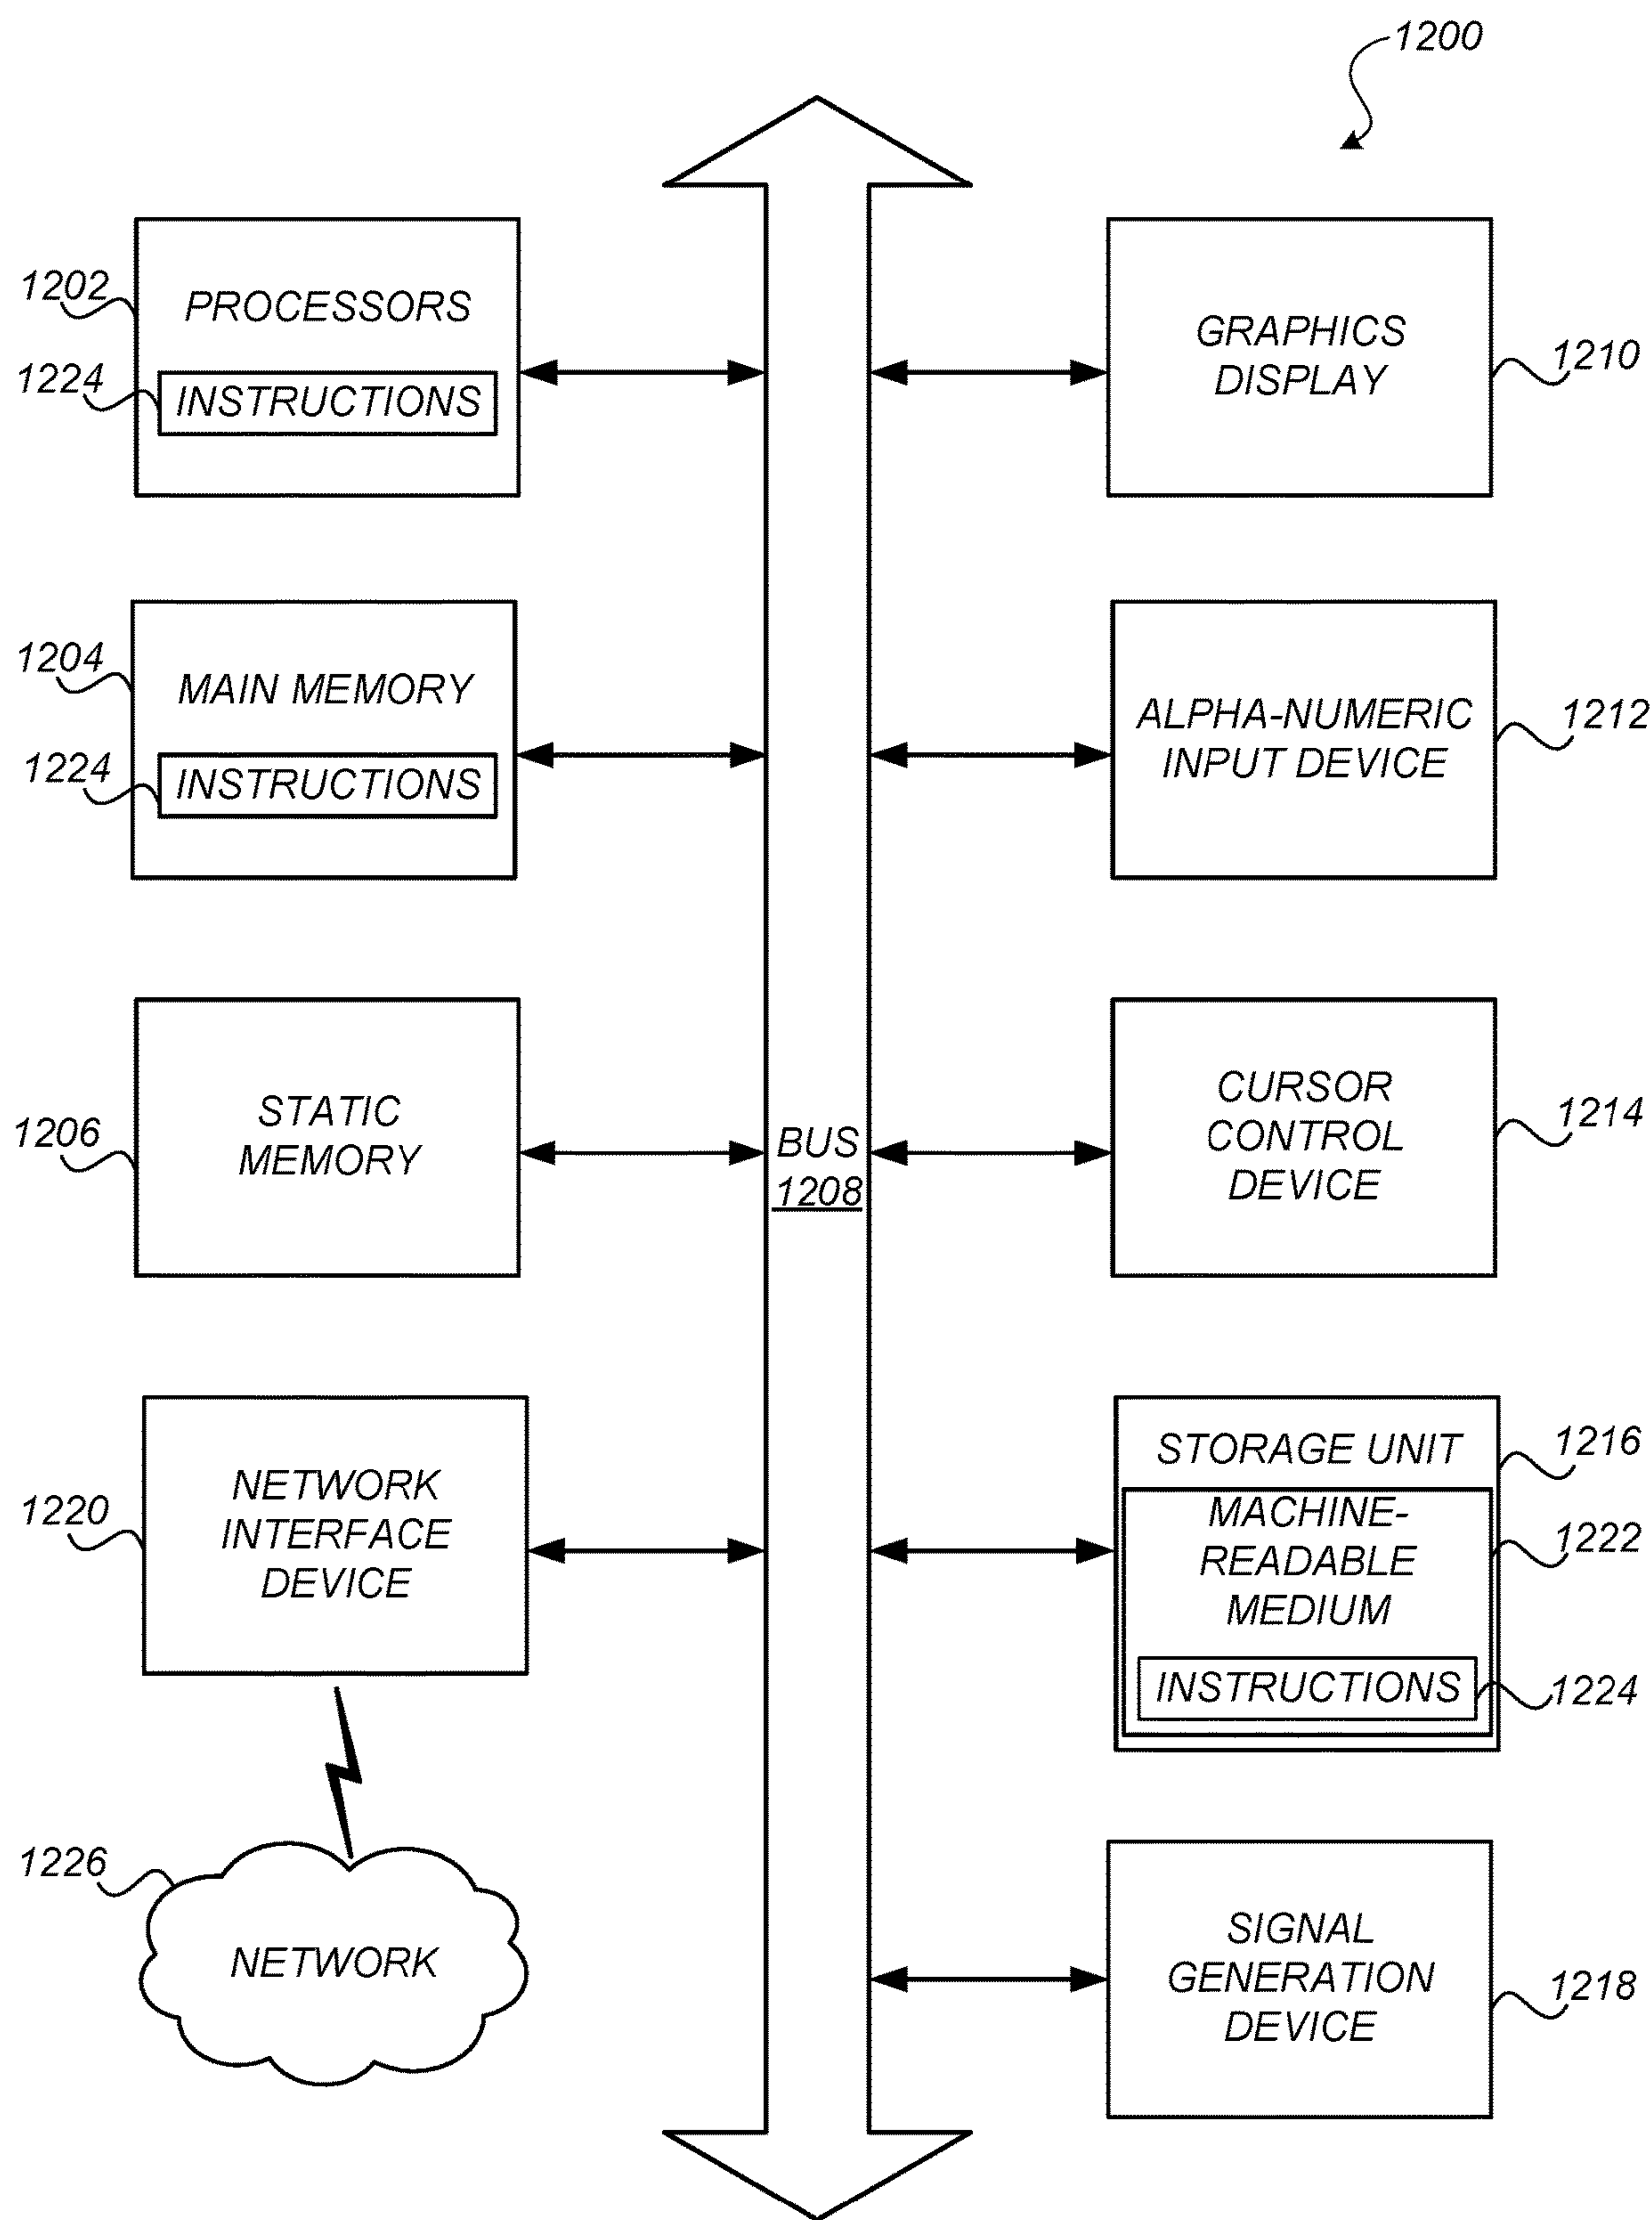 1200
1202
PROCESSORS
1224
INSTRUCTIONS
GRAPHICS
DISPLAY
1210
1204
MAIN MEMORY
1224
INSTRUCTIONS
ALPHA-NUMERIC
INPUT DEVICE
1212
1206
STATIC
MEMORY
BUS
1208
CURSOR
CONTROL
DEVICE
1214
1220
NETWORK
INTERFACE
DEVICE
STORAGE UNIT
1216
MACHINE-
READABLE
MEDIUM
1222
INSTRUCTIONS
1224
1226
NETWORK
SIGNAL
GENERATION
DEVICE
1218